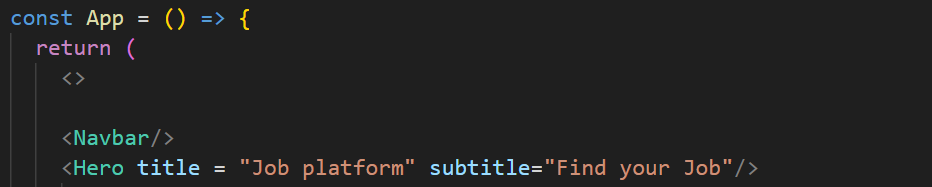 const App = () => {
return (
<>
<Navbar/>
<Hero title = "Job platform" subtitle="Find your Job"/>